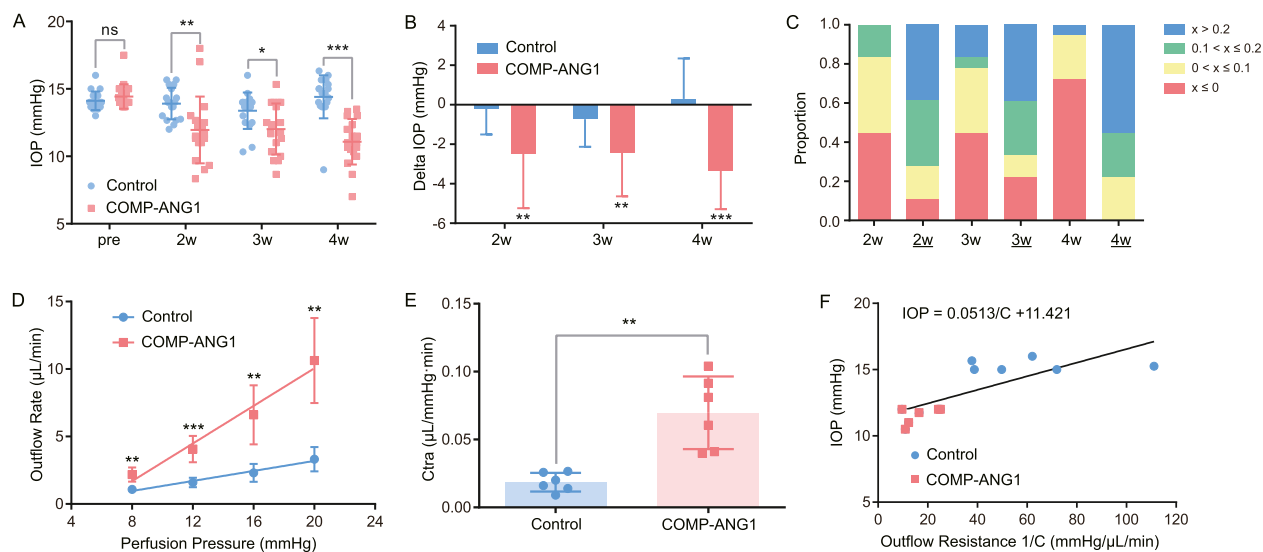 A
IOP (mmHg)
20
15
10
5
ns
**
*
***
Control
COMP-ANG1
pre
2w
3w
4w
B
Delta IOP (mmHg)
4
2
0
-2
-4
-6
Control
COMP-ANG1
**
**
***
2w
3w
4w
C
Proportion
1.0
0.8
0.6
0.4
0.2
0.0
2w
2w
3w
3w
4w
4w
x > 0.2
0.1 < x ≤ 0.2
0 < x ≤ 0.1
x ≤ 0
D
Outflow Rate (µL/min)
15
10
5
0
Control
COMP-ANG1
**
***
**
**
4
8
12
16
20
24
Perfusion Pressure (mmHg)
E
Ctra (µL/mmHg·min)
0.15
0.10
0.05
0.00
**
Control
COMP-ANG1
F
IOP (mmHg)
20
15
10
5
IOP = 0.0513/C +11.421
Control
COMP-ANG1
0
20
40
60
80
100
120
Outflow Resistance 1/C (mmHg/µL/min)